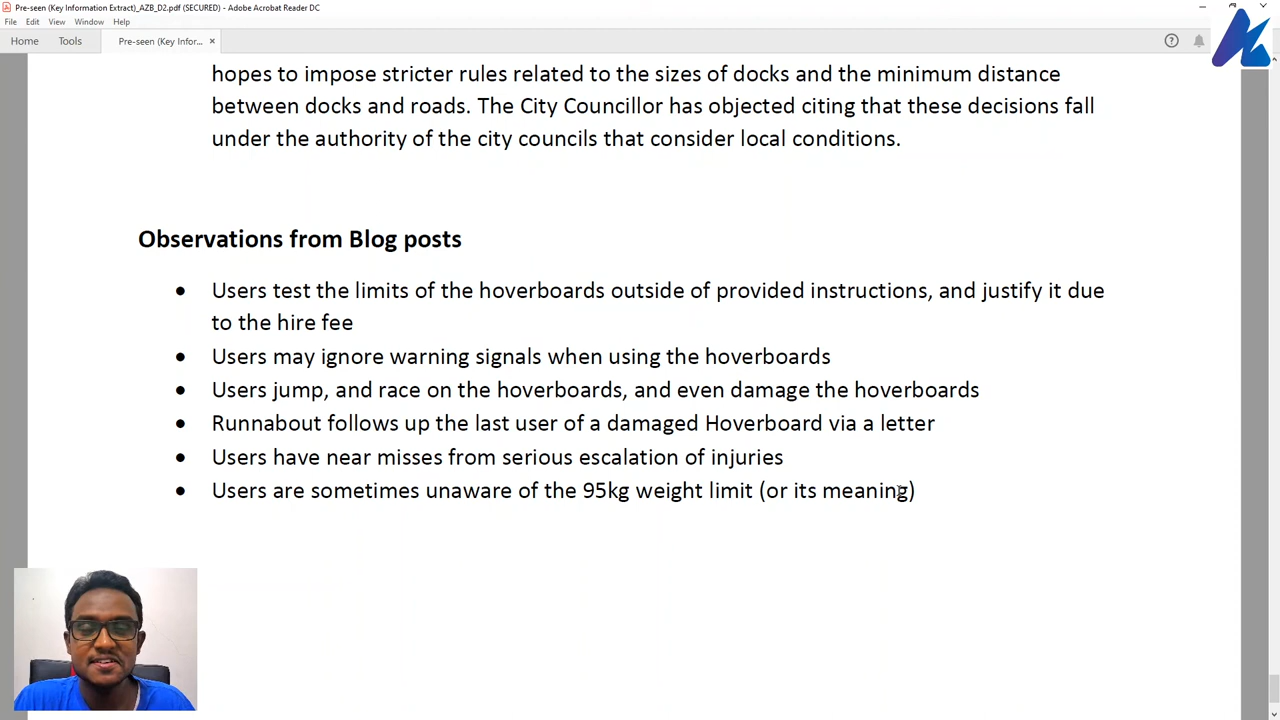 Pre-seen (Key Information Extract)_AZB_D2.pdf (SECURED) - Adobe Acrobat Reader DC
File Edit View Window Help
Home Tools Pre-seen (Key Infor... ×
hopes to impose stricter rules related to the sizes of docks and the minimum distance
between docks and roads. The City Councillor has objected citing that these decisions fall
under the authority of the city councils that consider local conditions.
Observations from Blog posts
• Users test the limits of the hoverboards outside of provided instructions, and justify it due
to the hire fee
• Users may ignore warning signals when using the hoverboards
• Users jump, and race on the hoverboards, and even damage the hoverboards
• Runnabout follows up the last user of a damaged Hoverboard via a letter
• Users have near misses from serious escalation of injuries
• Users are sometimes unaware of the 95kg weight limit (or its meaning)